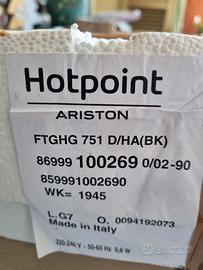 Hotpoint
ARISTON
FTGHG 751 D/HA(BK)
86999 100269 0/02-90
859991002690
WK= 1945
L.G7 O. 0094192073
Made in Italy
220-240 V ~ 50-60 Hz 0,6 W
subito